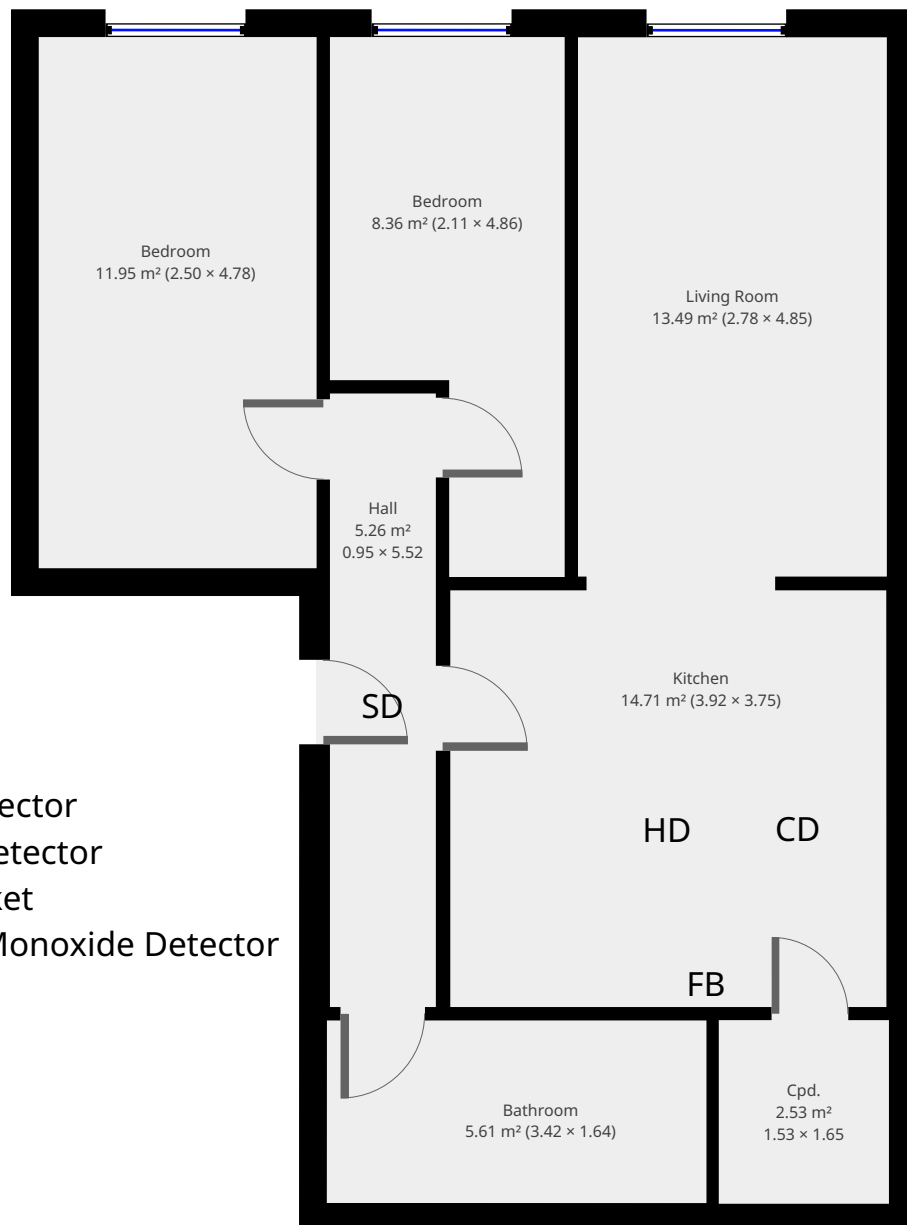 Bedroom
8.36 m² (2.11 × 4.86)
Bedroom
11.95 m² (2.50 × 4.78)
Living Room
13.49 m² (2.78 × 4.85)
Hall
5.26 m²
0.95 × 5.52
Kitchen
14.71 m² (3.92 × 3.75)
SD
HD
CD
ector
etector
ket
Monoxide Detector
FB
Cpd.
2.53 m²
1.53 × 1.65
Bathroom
5.61 m² (3.42 × 1.64)